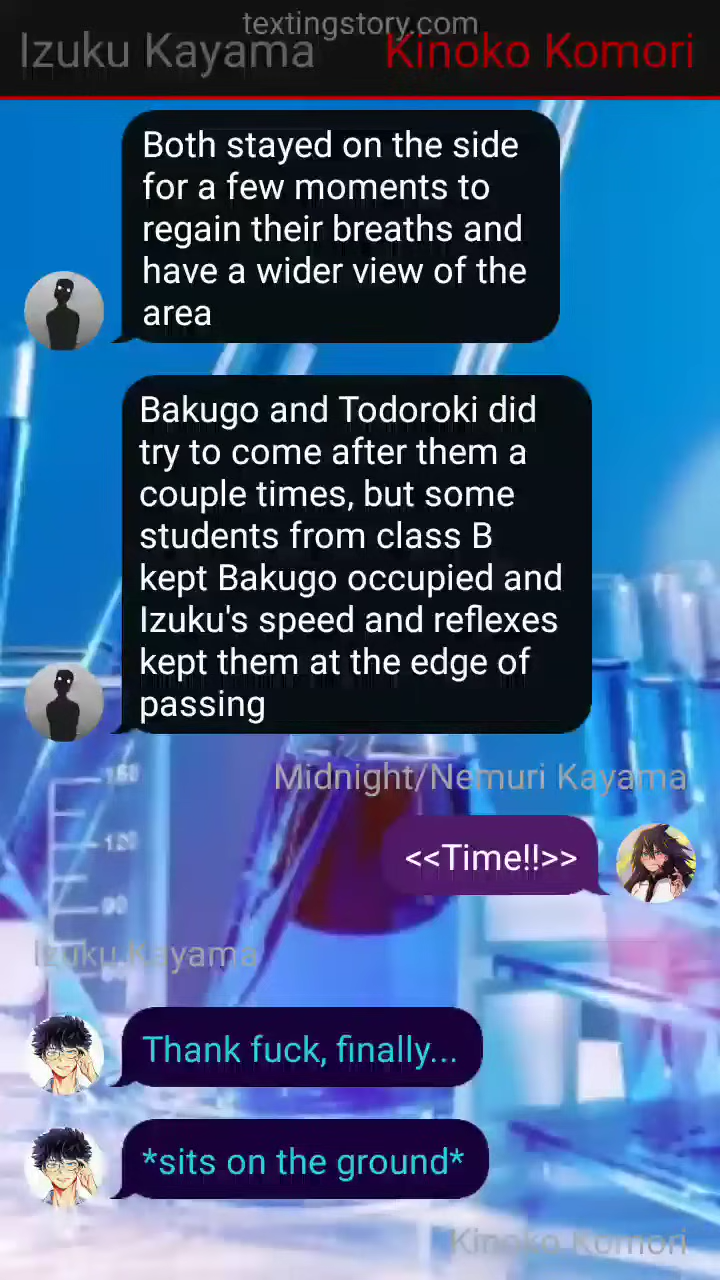 textingstory.com
Izuku Kayama Kinoko Komori
Both stayed on the side
for a few moments to
regain their breaths and
have a wider view of the
area
Bakugo and Todoroki did
try to come after them a
couple times, but some
students from class B
kept Bakugo occupied and
Izuku's speed and reflexes
kept them at the edge of
passing
150
Midnight/Nemuri Kayama
120
<<Time!!>>
90
Izuku Kayama
Thank fuck, finally...
*sits on the ground*
Kinoko Komori